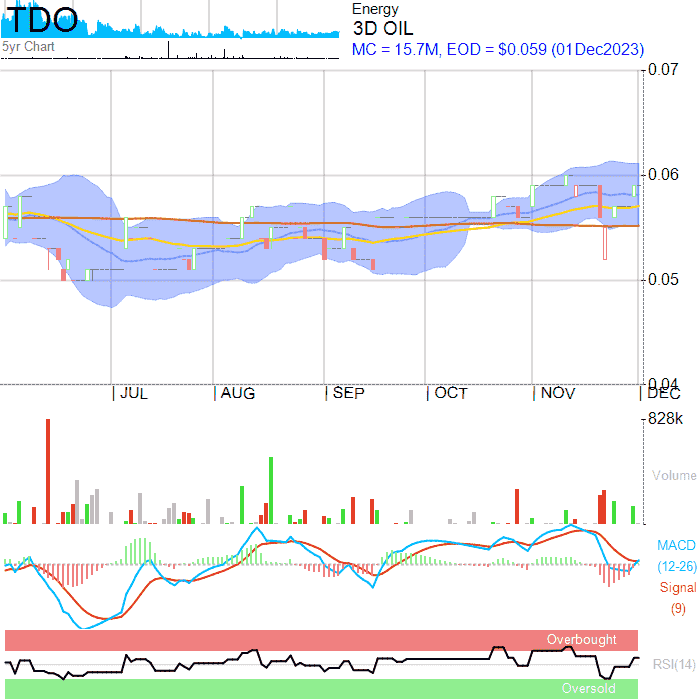 TDO
5yr Chart
Energy
3D OIL
MC = 15.7M, EOD = $0.059 (01Dec2023)
0.07
0.06
0.05
0.04
JUL
AUG
SEP
OCT
NOV
DEC
828k
Volume
MACD
(12-26)
Signal
(9)
Overbought
RSI(14)
Oversold